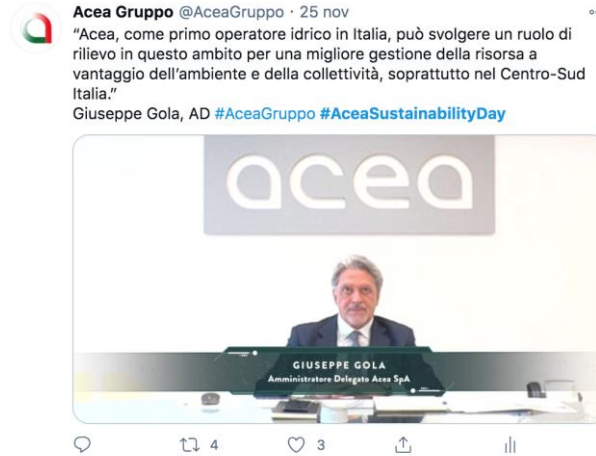 Acea Gruppo @AceaGruppo · 25 nov
“Acea, come primo operatore idrico in Italia, può svolgere un ruolo di
rilievo in questo ambito per una migliore gestione della risorsa a
vantaggio dell’ambiente e della collettività, soprattutto nel Centro-Sud
Italia.”
Giuseppe Gola, AD #AceaGruppo #AceaSustainabilityDay
acea
GIUSEPPE GOLA
Amministratore Delegato Acea SpA
4 3